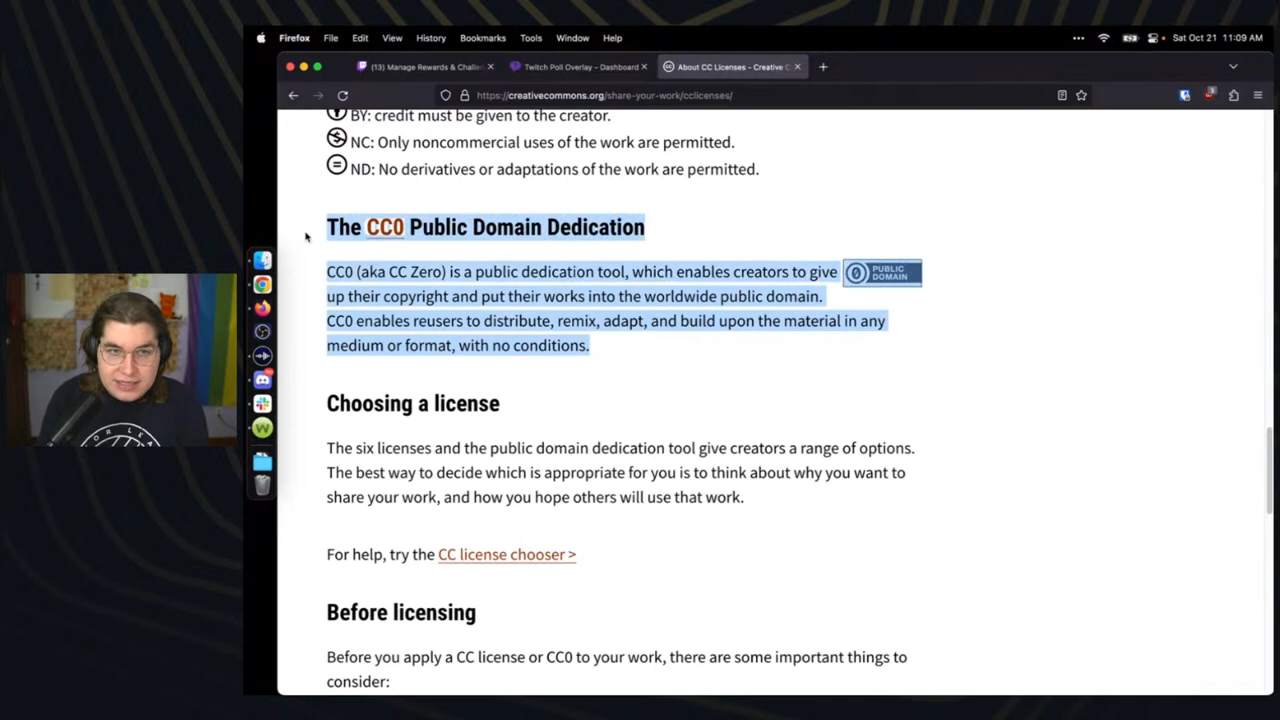 Firefox File Edit View History Bookmarks Tools Window Help Sat Oct 21 11:09 AM
(13) Manage Rewards & Challe Twitch Poll Overlay - Dashboard About CC Licenses - Creative C
https://creativecommons.org/share-your-work/cclicenses/
BY: credit must be given to the creator.
NC: Only noncommercial uses of the work are permitted.
ND: No derivatives or adaptations of the work are permitted.
The CC0 Public Domain Dedication
CC0 (aka CC Zero) is a public dedication tool, which enables creators to give
PUBLIC
DOMAIN
up their copyright and put their works into the worldwide public domain.
CC0 enables reusers to distribute, remix, adapt, and build upon the material in any
medium or format, with no conditions.
Choosing a license
The six licenses and the public domain dedication tool give creators a range of options.
The best way to decide which is appropriate for you is to think about why you want to
share your work, and how you hope others will use that work.
For help, try the CC license chooser >
Before licensing
Before you apply a CC license or CC0 to your work, there are some important things to
consider: